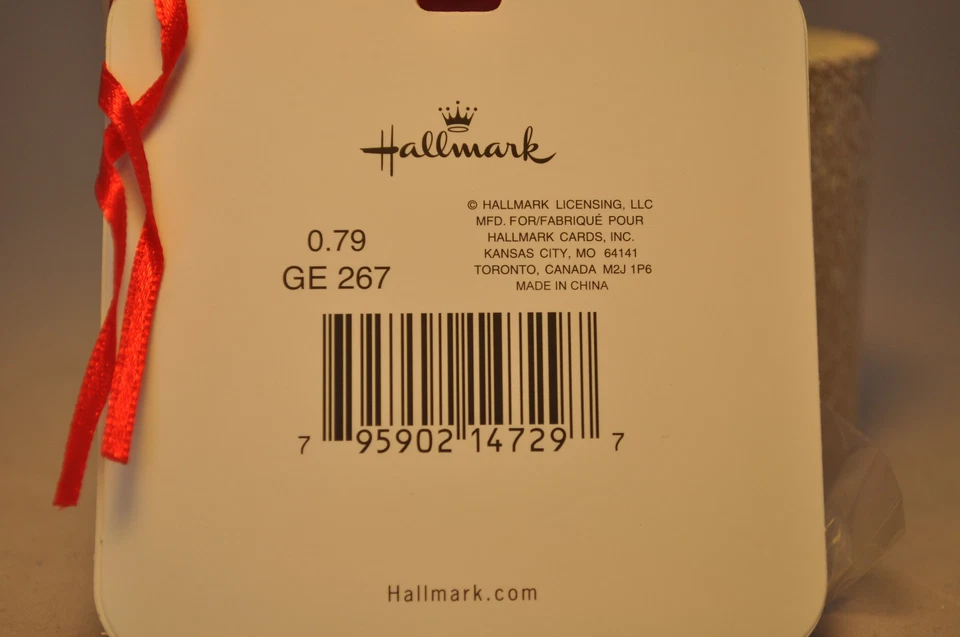 Hallmark
© HALLMARK LICENSING, LLC
MFD. FOR/FABRIQUÉ POUR
HALLMARK CARDS, INC.
KANSAS CITY, MO 64141
TORONTO, CANADA M2J 1P6
MADE IN CHINA
0.79
GE 267
7 95902 14729 7
Hallmark.com